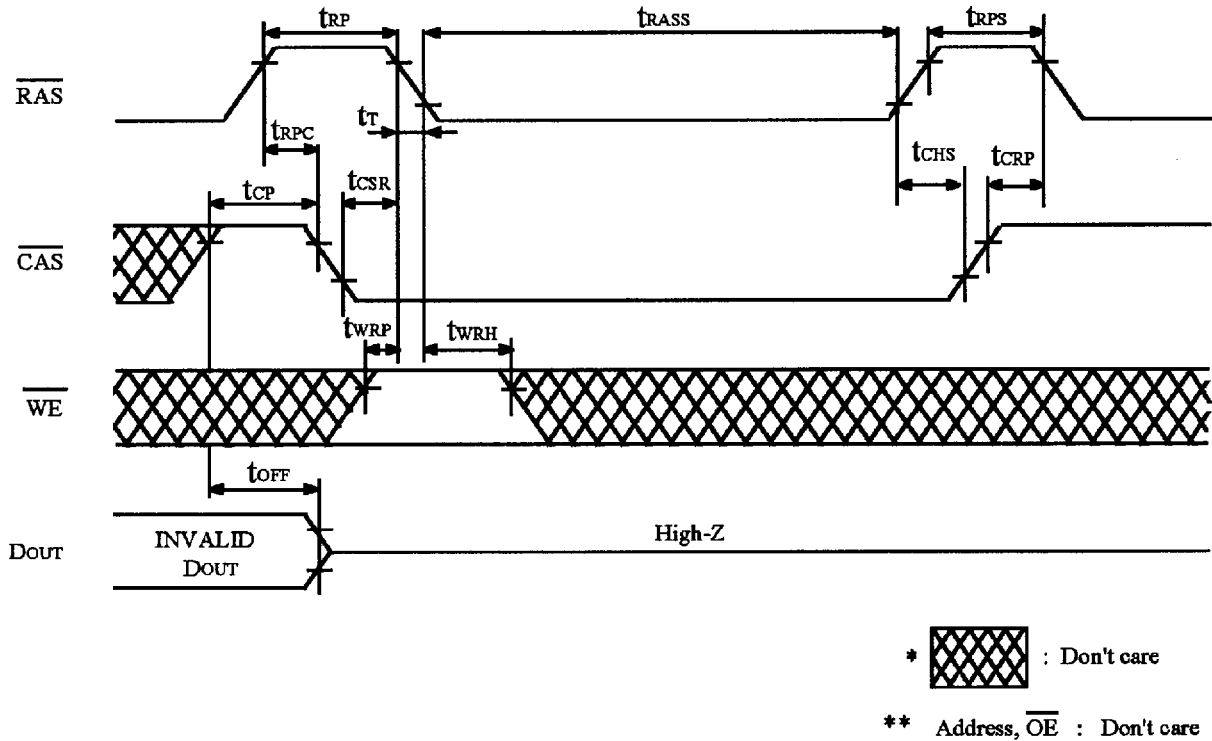 tRP tRASS tRPS
RAS
tT
tRPC
tCHS tCRP
tCP tCSR
CAS
tWRP tWRH
WE
tOFF
INVALID
DOUT
High-Z
DOUT
* : Don't care
** Address, OE : Don't care